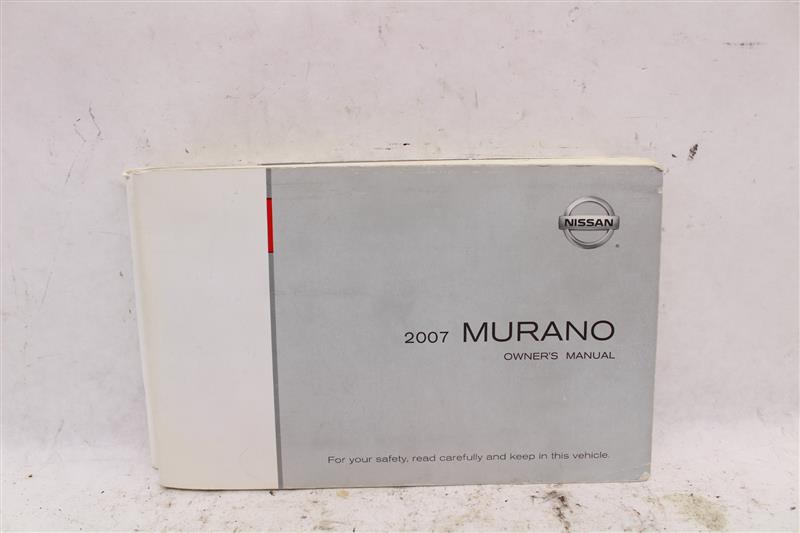 NISSAN
2007 MURANO
OWNER'S MANUAL
For your safety, read carefully and keep in this vehicle.